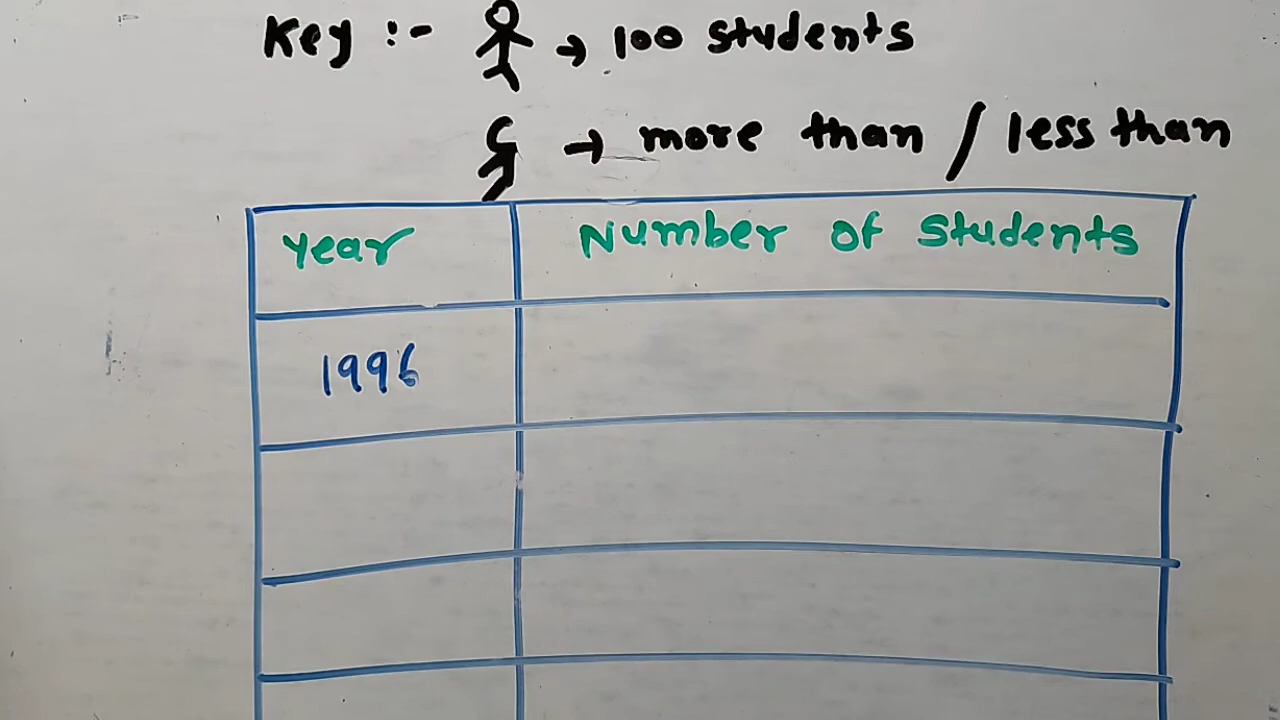 Key :- → 100 students
→ more than / less than
Year Number of students
1996